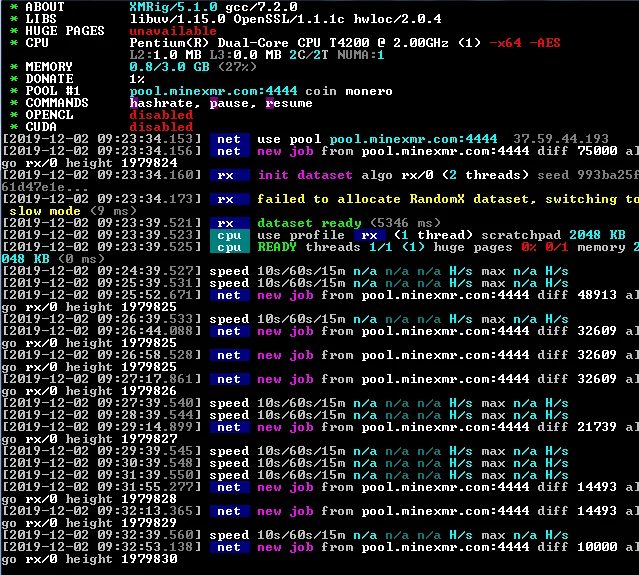 * ABOUT XMRig/5.1.0 gcc/7.2.0
* LIBS libuv/1.15.0 OpenSSL/1.1.1c hwloc/2.0.4
* HUGE PAGES unavailable
* CPU Pentium(R) Dual-Core CPU T4200 @ 2.00GHz (1) -x64 -AES
L2:1.0 MB L3:0.0 MB 2C/2T NUMA:1
* MEMORY 0.8/3.0 GB (27%)
* DONATE 1%
* POOL #1 pool.minexmr.com:4444 coin monero
* COMMANDS hashrate, pause, resume
* OPENCL disabled
* CUDA disabled
[2019-12-02 09:23:34.153] net use pool pool.minexmr.com:4444 37.59.44.193
[2019-12-02 09:23:34.156] net new job from pool.minexmr.com:4444 diff 75000 al
go rx/0 height 1979824
[2019-12-02 09:23:34.160] rx init dataset algo rx/0 (2 threads) seed 993ba25f
61d47e1e...
[2019-12-02 09:23:34.173] rx failed to allocate RandomX dataset, switching to
slow mode (9 ms)
[2019-12-02 09:23:39.521] rx dataset ready (5346 ms)
[2019-12-02 09:23:39.523] cpu use profile rx (1 thread) scratchpad 2048 KB
[2019-12-02 09:23:39.525] cpu READY threads 1/1 (1) huge pages 0% 0/1 memory 2
048 KB (0 ms)
[2019-12-02 09:24:39.527] speed 10s/60s/15m n/a n/a n/a H/s max n/a H/s
[2019-12-02 09:25:39.531] speed 10s/60s/15m n/a n/a n/a H/s max n/a H/s
[2019-12-02 09:25:52.671] net new job from pool.minexmr.com:4444 diff 48913 al
go rx/0 height 1979825
[2019-12-02 09:26:39.533] speed 10s/60s/15m n/a n/a n/a H/s max n/a H/s
[2019-12-02 09:26:44.088] net new job from pool.minexmr.com:4444 diff 32609 al
go rx/0 height 1979825
[2019-12-02 09:26:58.528] net new job from pool.minexmr.com:4444 diff 32609 al
go rx/0 height 1979825
[2019-12-02 09:27:17.861] net new job from pool.minexmr.com:4444 diff 32609 al
go rx/0 height 1979826
[2019-12-02 09:27:39.540] speed 10s/60s/15m n/a n/a n/a H/s max n/a H/s
[2019-12-02 09:28:39.544] speed 10s/60s/15m n/a n/a n/a H/s max n/a H/s
[2019-12-02 09:29:14.899] net new job from pool.minexmr.com:4444 diff 21739 al
go rx/0 height 1979827
[2019-12-02 09:29:39.545] speed 10s/60s/15m n/a n/a n/a H/s max n/a H/s
[2019-12-02 09:30:39.548] speed 10s/60s/15m n/a n/a n/a H/s max n/a H/s
[2019-12-02 09:31:39.550] speed 10s/60s/15m n/a n/a n/a H/s max n/a H/s
[2019-12-02 09:31:55.277] net new job from pool.minexmr.com:4444 diff 14493 al
go rx/0 height 1979828
[2019-12-02 09:32:13.365] net new job from pool.minexmr.com:4444 diff 14493 al
go rx/0 height 1979829
[2019-12-02 09:32:39.560] speed 10s/60s/15m n/a n/a n/a H/s max n/a H/s
[2019-12-02 09:32:53.138] net new job from pool.minexmr.com:4444 diff 10000 al
go rx/0 height 1979830